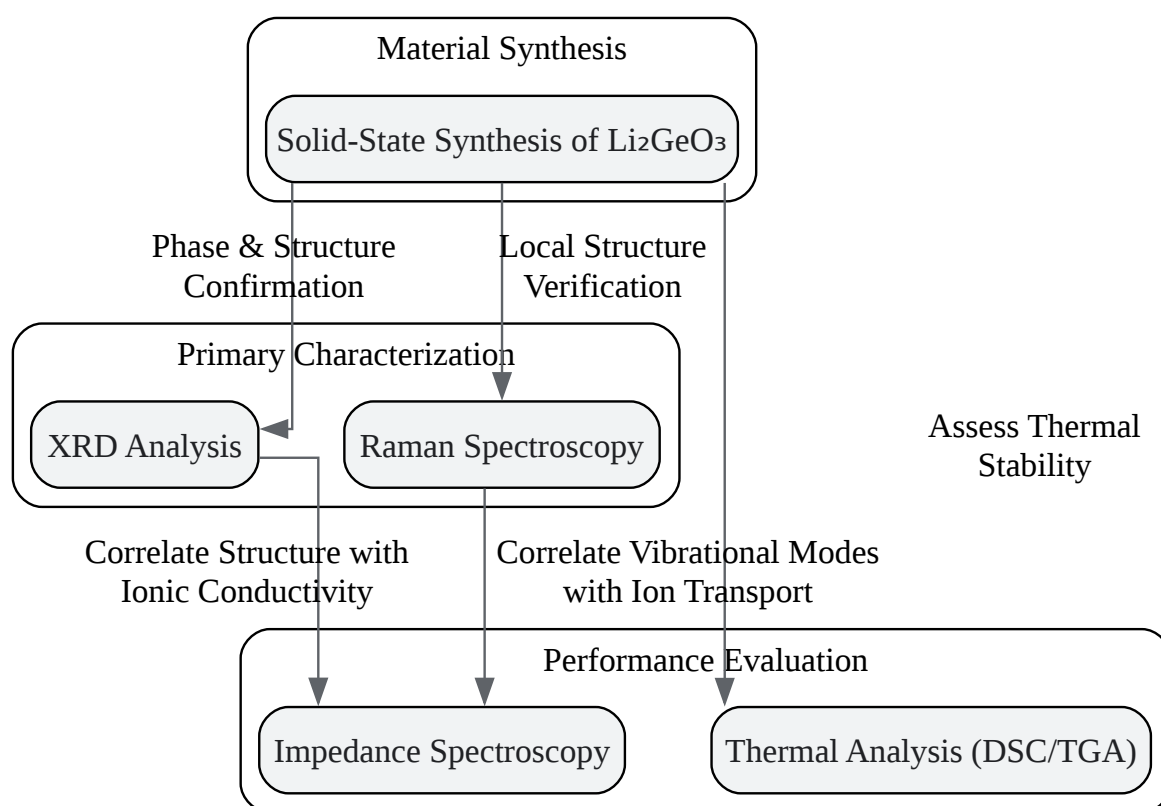 Material Synthesis
Solid-State Synthesis of Li₂GeO₃
Phase & Structure
Confirmation
Local Structure
Verification
Primary Characterization
XRD Analysis
Raman Spectroscopy
Assess Thermal
Stability
Correlate Structure with
Ionic Conductivity
Correlate Vibrational Modes
with Ion Transport
Performance Evaluation
Impedance Spectroscopy
Thermal Analysis (DSC/TGA)